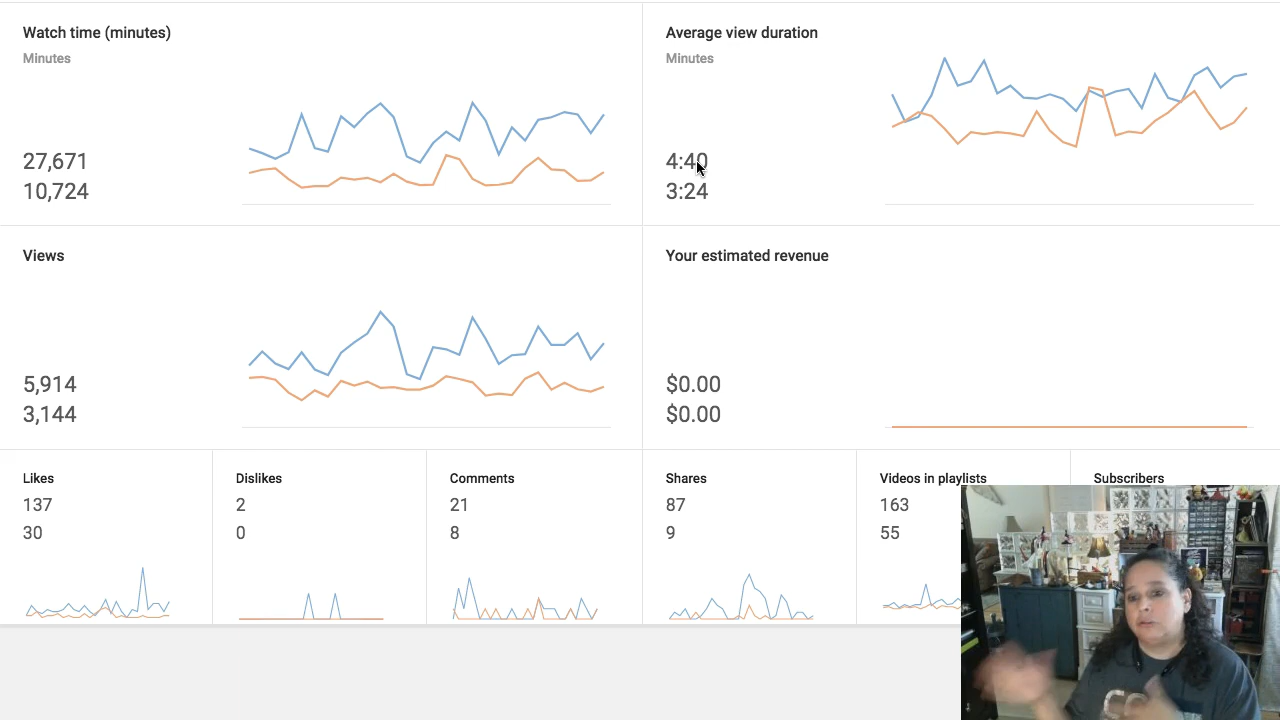 Watch time (minutes)
Minutes
27,671
10,724
Average view duration
Minutes
4:40
3:24
Views
5,914
3,144
Your estimated revenue
$0.00
$0.00
Likes
137
30
Dislikes
2
0
Comments
21
8
Shares
87
9
Videos in playlists
163
55
Subscribers